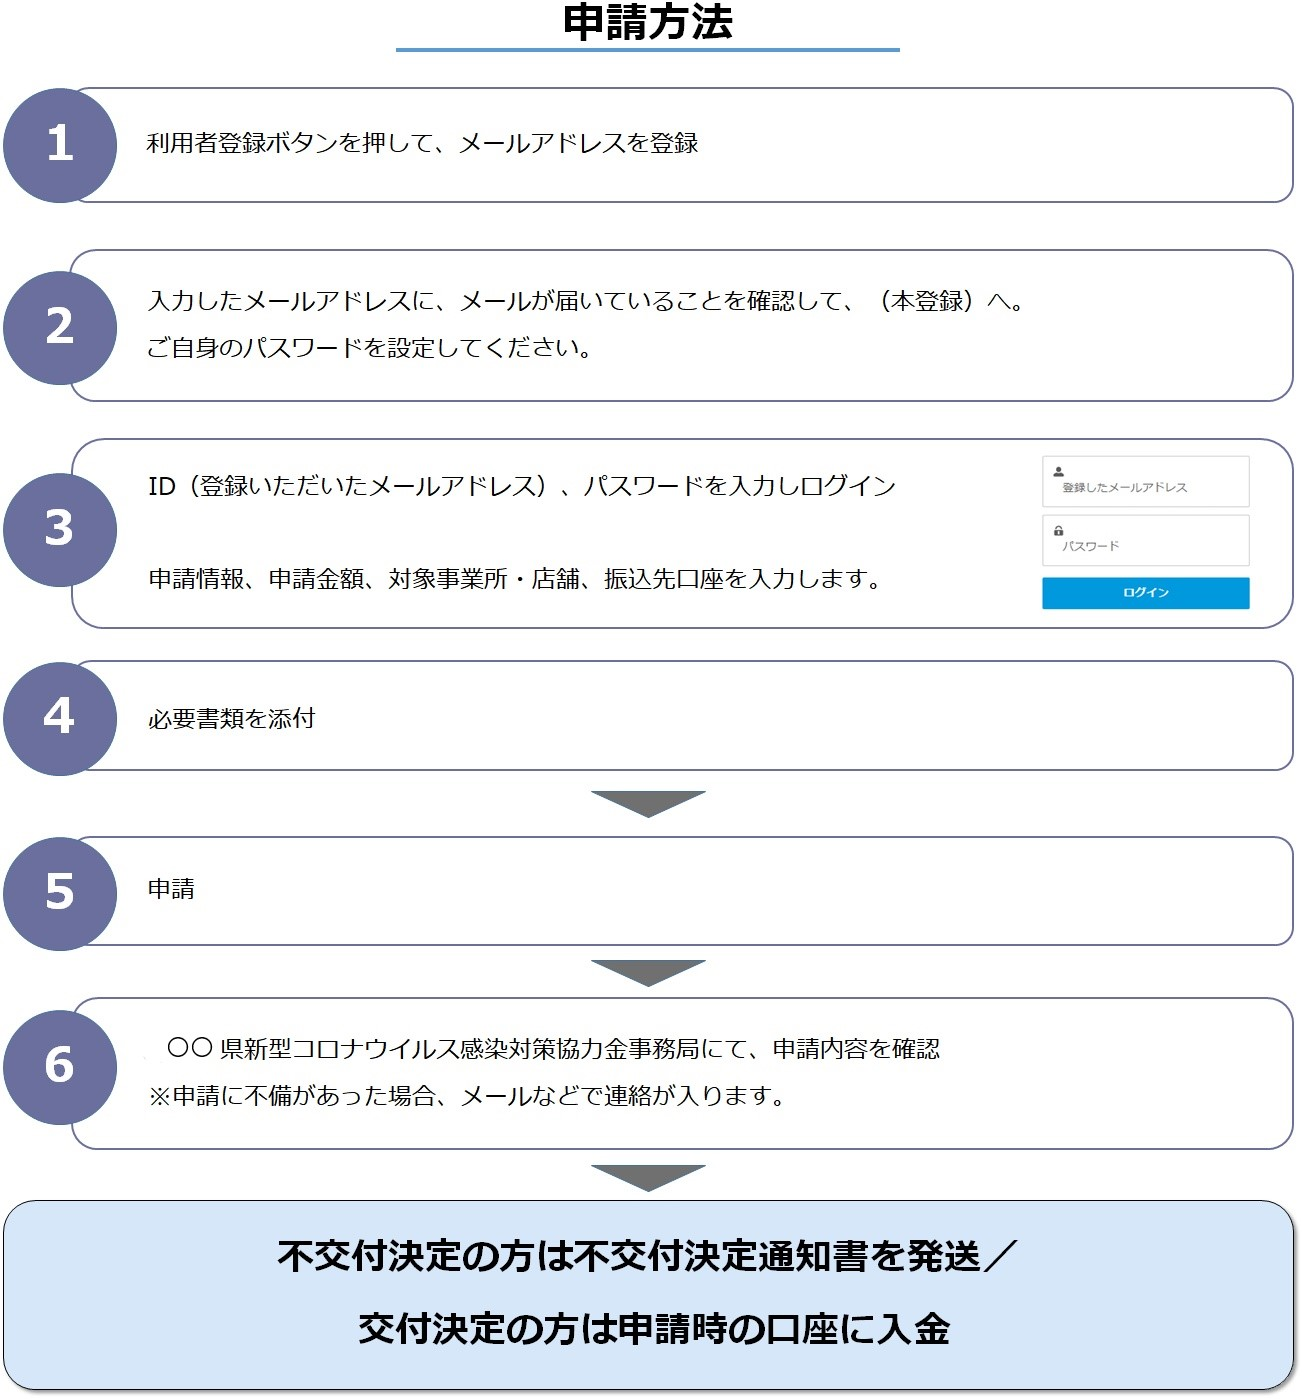 申請方法
1
利用者登録ボタンを押して、メールアドレスを登録
2
入力したメールアドレスに、メールが届いていることを確認して、（本登録）へ。
ご自身のパスワードを設定してください。
3
ID（登録いただいたメールアドレス）、パスワードを入力しログイン
申請情報、申請金額、対象事業所・店舗、振込先口座を入力します。
登録したメールアドレス
パスワード
ログイン
4
必要書類を添付
5
申請
6
〇〇 県新型コロナウイルス感染対策協力金事務局にて、申請内容を確認
※申請に不備があった場合、メールなどで連絡が入ります。
不交付決定の方は不交付決定通知書を発送／
交付決定の方は申請時の口座に入金